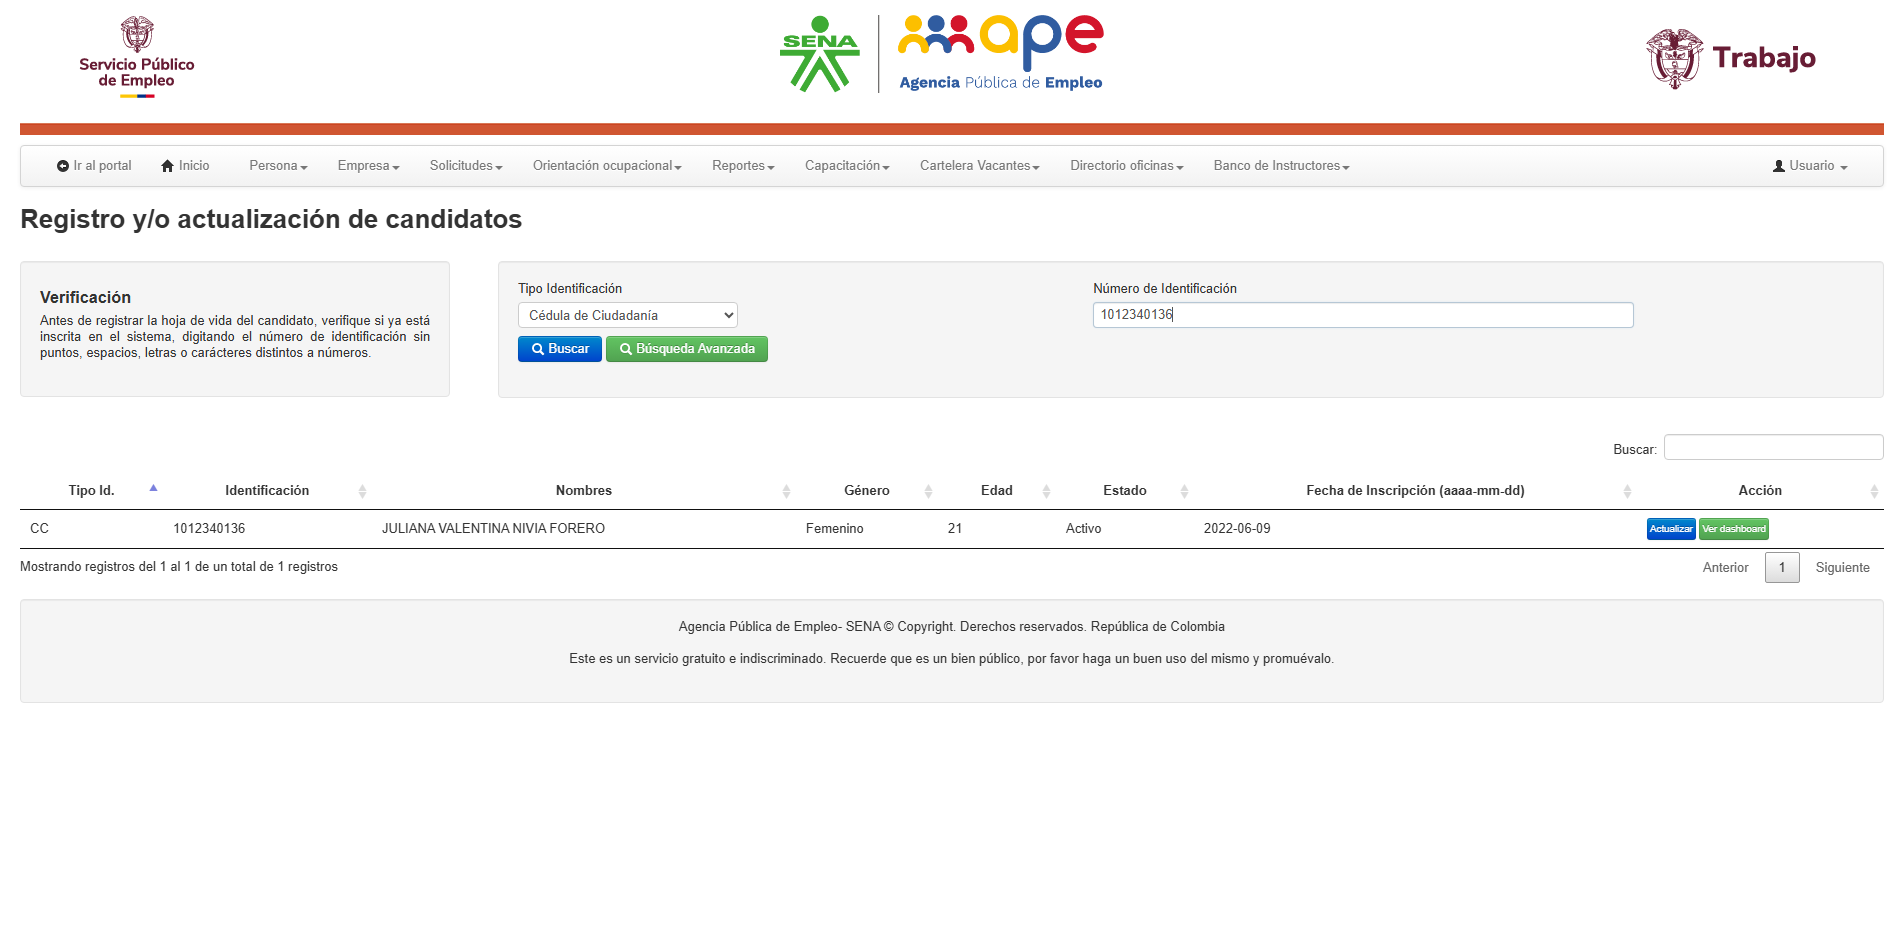 Servicio Público
de Empleo
SENA
ape
Agencia Pública de Empleo
Trabajo
Ir al portal Inicio Persona Empresa Solicitudes Orientación ocupacional Reportes Capacitación Cartelera Vacantes Directorio oficinas Banco de Instructores Usuario
Registro y/o actualización de candidatos
Verificación
Antes de registrar la hoja de vida del candidato, verifique si ya está
inscrita en el sistema, digitando el número de identificación sin
puntos, espacios, letras o carácteres distintos a números.
Tipo Identificación Número de Identificación
Cédula de Ciudadanía 1012340136
Buscar Búsqueda Avanzada
Buscar:
Tipo Id. Identificación Nombres Género Edad Estado Fecha de Inscripción (aaaa-mm-dd) Acción
CC 1012340136 JULIANA VALENTINA NIVIA FORERO Femenino 21 Activo 2022-06-09 Actualizar Ver dashboard
Mostrando registros del 1 al 1 de un total de 1 registros Anterior 1 Siguiente
Agencia Pública de Empleo- SENA © Copyright. Derechos reservados. República de Colombia
Este es un servicio gratuito e indiscriminado. Recuerde que es un bien público, por favor haga un buen uso del mismo y promuévalo.